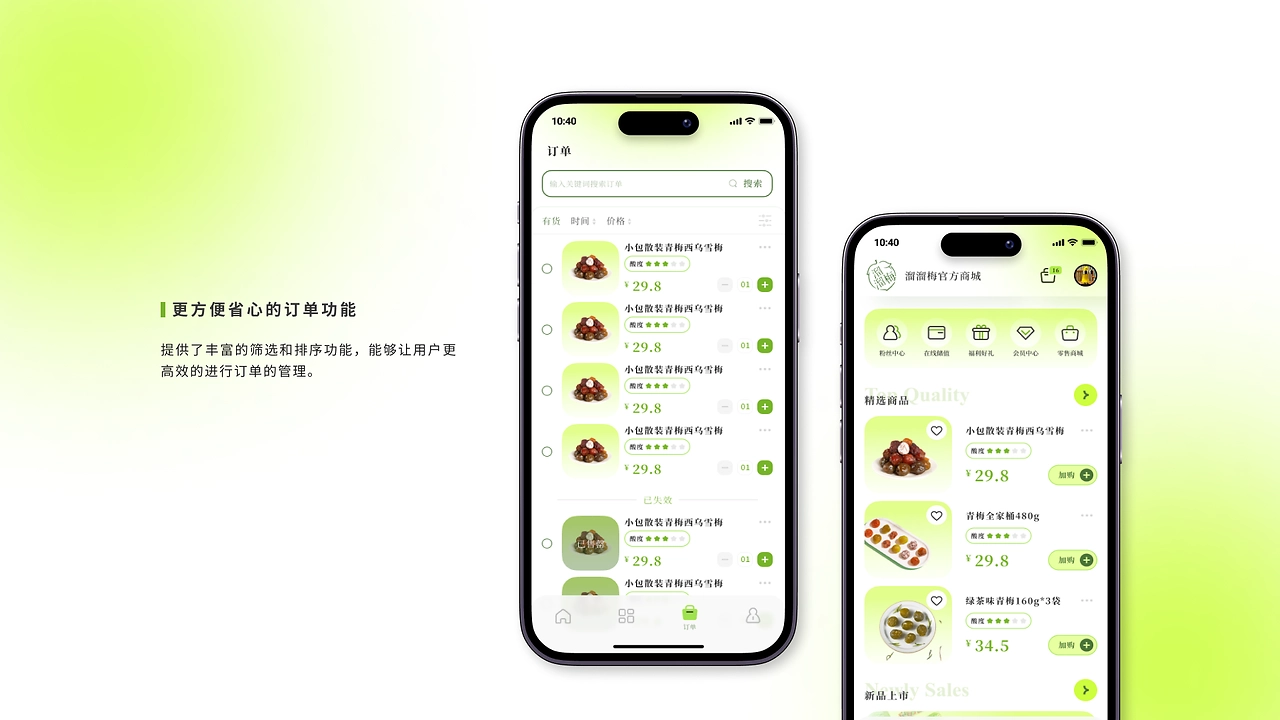 更方便省心的订单功能
提供了丰富的筛选和排序功能，能够让用户更
高效的进行订单的管理。
10:40
订单
输入关键词搜索订单
搜索
有货 时间 价格
小包散装青梅西乌雪梅
酸度
¥ 29.8
01
小包散装青梅西乌雪梅
酸度
¥ 29.8
01
小包散装青梅西乌雪梅
酸度
¥ 29.8
01
小包散装青梅西乌雪梅
酸度
¥ 29.8
01
已失效
小包散装青梅西乌雪梅
已售罄
酸度
¥ 29.8
01
小包散装青梅西乌雪梅
订单
10:40
溜溜梅
溜溜梅官方商城
16
粉丝中心 在线储值 福利好礼 会员中心 零售商城
Top Quality
精选商品
小包散装青梅西乌雪梅
酸度
¥ 29.8
加购
青梅全家桶480g
酸度
¥ 29.8
加购
绿茶味青梅160g*3袋
酸度
¥ 34.5
加购
Newly Sales
新品上市